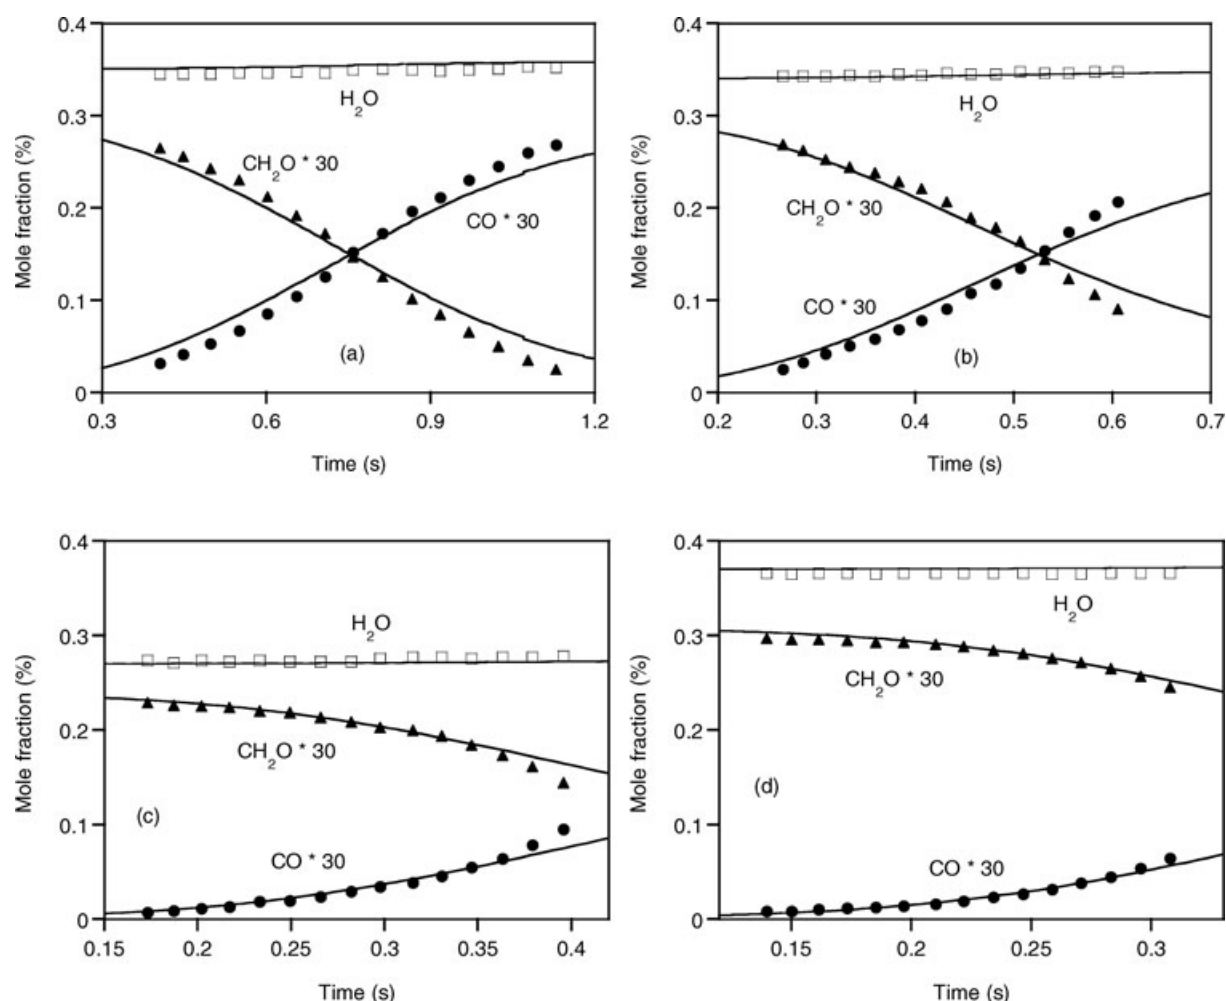 0.4
0.3
0.2
0.1
0
Mole fraction (%)
H₂O
CH₂O * 30
CO * 30
(a)
0.3 0.6 0.9 1.2
Time (s)
0.4
0.3
0.2
0.1
0
Mole fraction (%)
H₂O
CH₂O * 30
CO * 30
(b)
0.2 0.3 0.4 0.5 0.6 0.7
Time (s)
0.4
0.3
0.2
0.1
0
Mole fraction (%)
H₂O
CH₂O * 30
(c)
CO * 30
0.15 0.2 0.25 0.3 0.35 0.4
Time (s)
0.4
0.3
0.2
0.1
0
Mole fraction (%)
H₂O
CH₂O * 30
(d)
CO * 30
0.15 0.2 0.25 0.3
Time (s)